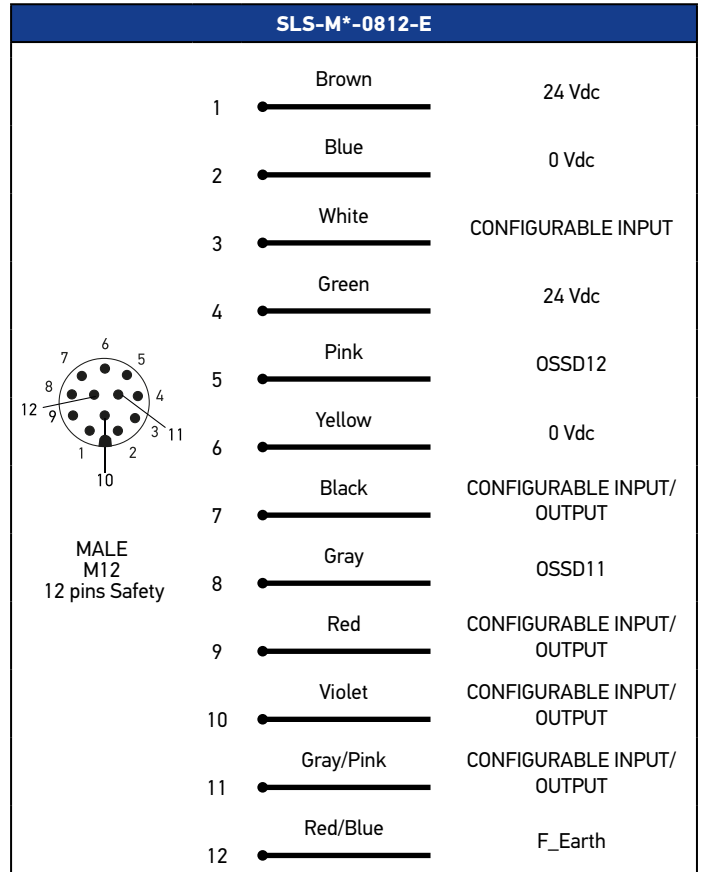 SLS-M*-0812-E
1 Brown 24 Vdc
2 Blue 0 Vdc
3 White CONFIGURABLE INPUT
4 Green 24 Vdc
5 Pink OSSD12
6 Yellow 0 Vdc
7 Black CONFIGURABLE INPUT/
OUTPUT
8 Gray OSSD11
9 Red CONFIGURABLE INPUT/
OUTPUT
10 Violet CONFIGURABLE INPUT/
OUTPUT
11 Gray/Pink CONFIGURABLE INPUT/
OUTPUT
12 Red/Blue F_Earth
6
7 5
8 4
12
9 3 11
1 2
10
MALE
M12
12 pins Safety